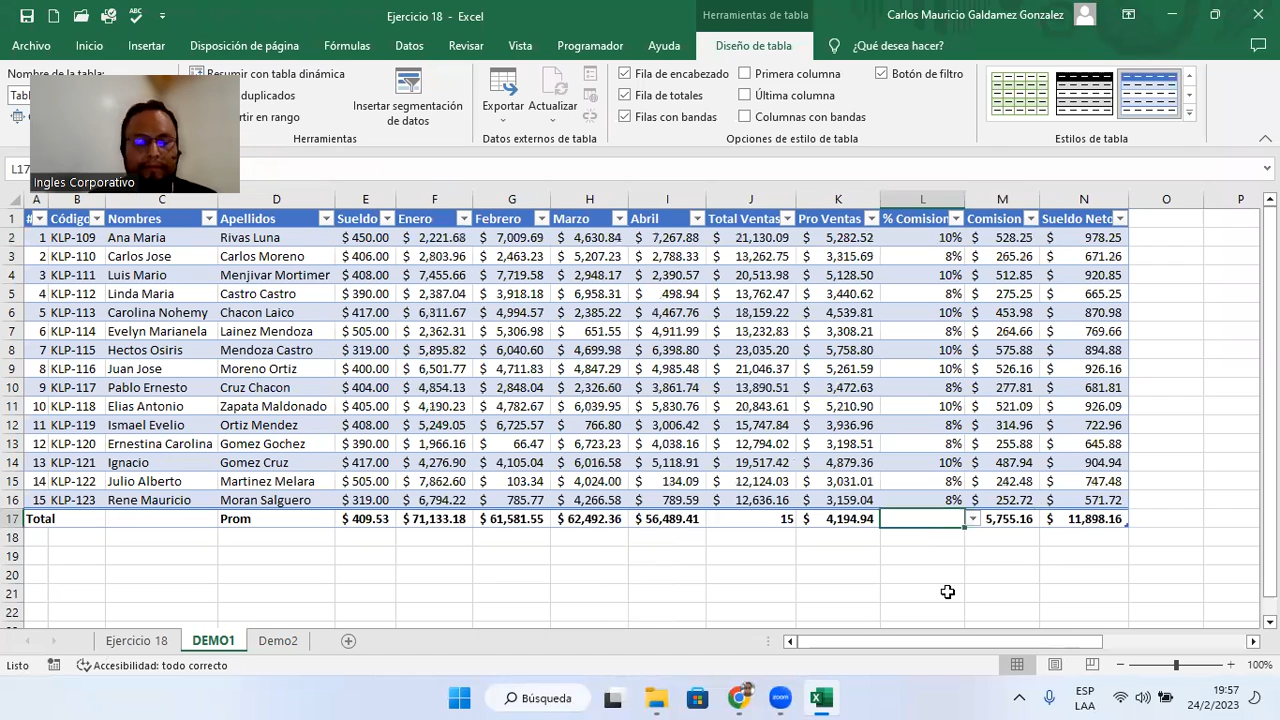 Ejercicio 18 - Excel
Herramientas de tabla
Carlos Mauricio Galdamez Gonzalez
Archivo Inicio Insertar Disposición de página Fórmulas Datos Revisar Vista Programador Ayuda Diseño de tabla ¿Qué desea hacer?
Nombre de la tabla:
Resumir con tabla dinámica
duplicados
Insertar segmentación
de datos
Exportar
Actualizar
Fila de encabezado
Fila de totales
Filas con bandas
Primera columna
Última columna
Columnas con bandas
Botón de filtro
Herramientas
Datos externos de tabla
Opciones de estilo de tabla
Estilos de tabla
Ingles Corporativo
A B C D E F G H I J K L M N O P
1 # Código Nombres Apellidos Sueldo Enero Febrero Marzo Abril Total Ventas Pro Ventas % Comision Comision Sueldo Neto
2 1 KLP-109 Ana Maria Rivas Luna $ 450.00 $ 2,221.68 $ 7,009.69 $ 4,630.84 $ 7,267.88 $ 21,130.09 $ 5,282.52 10% $ 528.25 $ 978.25
3 2 KLP-110 Carlos Jose Carlos Moreno $ 406.00 $ 2,803.96 $ 2,463.23 $ 5,207.23 $ 2,788.33 $ 13,262.75 $ 3,315.69 8% $ 265.26 $ 671.26
4 3 KLP-111 Luis Mario Menjivar Mortimer $ 408.00 $ 7,455.66 $ 7,719.58 $ 2,948.17 $ 2,390.57 $ 20,513.98 $ 5,128.50 10% $ 512.85 $ 920.85
5 4 KLP-112 Linda Maria Castro Castro $ 390.00 $ 2,387.04 $ 3,918.18 $ 6,958.31 $ 498.94 $ 13,762.47 $ 3,440.62 8% $ 275.25 $ 665.25
6 5 KLP-113 Carolina Nohemy Chacon Laico $ 417.00 $ 6,311.67 $ 4,994.57 $ 2,385.22 $ 4,467.76 $ 18,159.22 $ 4,539.81 10% $ 453.98 $ 870.98
7 6 KLP-114 Evelyn Marianela Lainez Mendoza $ 505.00 $ 2,362.31 $ 5,306.98 $ 651.55 $ 4,911.99 $ 13,232.83 $ 3,308.21 8% $ 264.66 $ 769.66
8 7 KLP-115 Hectos Osiris Mendoza Castro $ 319.00 $ 5,895.82 $ 6,040.60 $ 4,699.98 $ 6,398.80 $ 23,035.20 $ 5,758.80 10% $ 575.88 $ 894.88
9 8 KLP-116 Juan Jose Moreno Ortiz $ 400.00 $ 6,501.77 $ 4,711.83 $ 4,847.29 $ 4,985.48 $ 21,046.37 $ 5,261.59 10% $ 526.16 $ 926.16
10 9 KLP-117 Pablo Ernesto Cruz Chacon $ 404.00 $ 4,854.13 $ 2,848.04 $ 2,326.60 $ 3,861.74 $ 13,890.51 $ 3,472.63 8% $ 277.81 $ 681.81
11 10 KLP-118 Elias Antonio Zapata Maldonado $ 405.00 $ 4,190.23 $ 4,782.67 $ 6,039.95 $ 5,830.76 $ 20,843.61 $ 5,210.90 10% $ 521.09 $ 926.09
12 11 KLP-119 Ismael Evelio Ortiz Mendez $ 408.00 $ 5,249.05 $ 6,725.57 $ 766.80 $ 3,006.42 $ 15,747.84 $ 3,936.96 8% $ 314.96 $ 722.96
13 12 KLP-120 Ernestina Carolina Gomez Gochez $ 390.00 $ 1,966.16 $ 66.47 $ 6,723.23 $ 4,038.16 $ 12,794.02 $ 3,198.51 8% $ 255.88 $ 645.88
14 13 KLP-121 Ignacio Gomez Cruz $ 417.00 $ 4,276.90 $ 4,105.04 $ 6,016.58 $ 5,118.91 $ 19,517.42 $ 4,879.36 10% $ 487.94 $ 904.94
15 14 KLP-122 Julio Alberto Martinez Melara $ 505.00 $ 7,862.60 $ 103.34 $ 4,024.00 $ 134.09 $ 12,124.03 $ 3,031.01 8% $ 242.48 $ 747.48
16 15 KLP-123 Rene Mauricio Moran Salguero $ 319.00 $ 6,794.22 $ 785.77 $ 4,266.58 $ 789.59 $ 12,636.16 $ 3,159.04 8% $ 252.72 $ 571.72
17 Total Prom $ 409.53 $ 71,133.18 $ 61,581.55 $ 62,492.36 $ 56,489.41 15 $ 4,194.94 5,755.16 $ 11,898.16
18
19
20
21
22
Ejercicio 18 DEMO1 Demo2
Listo Accesibilidad: todo correcto 100%
Búsqueda
ESP
LAA
19:57
24/2/2023